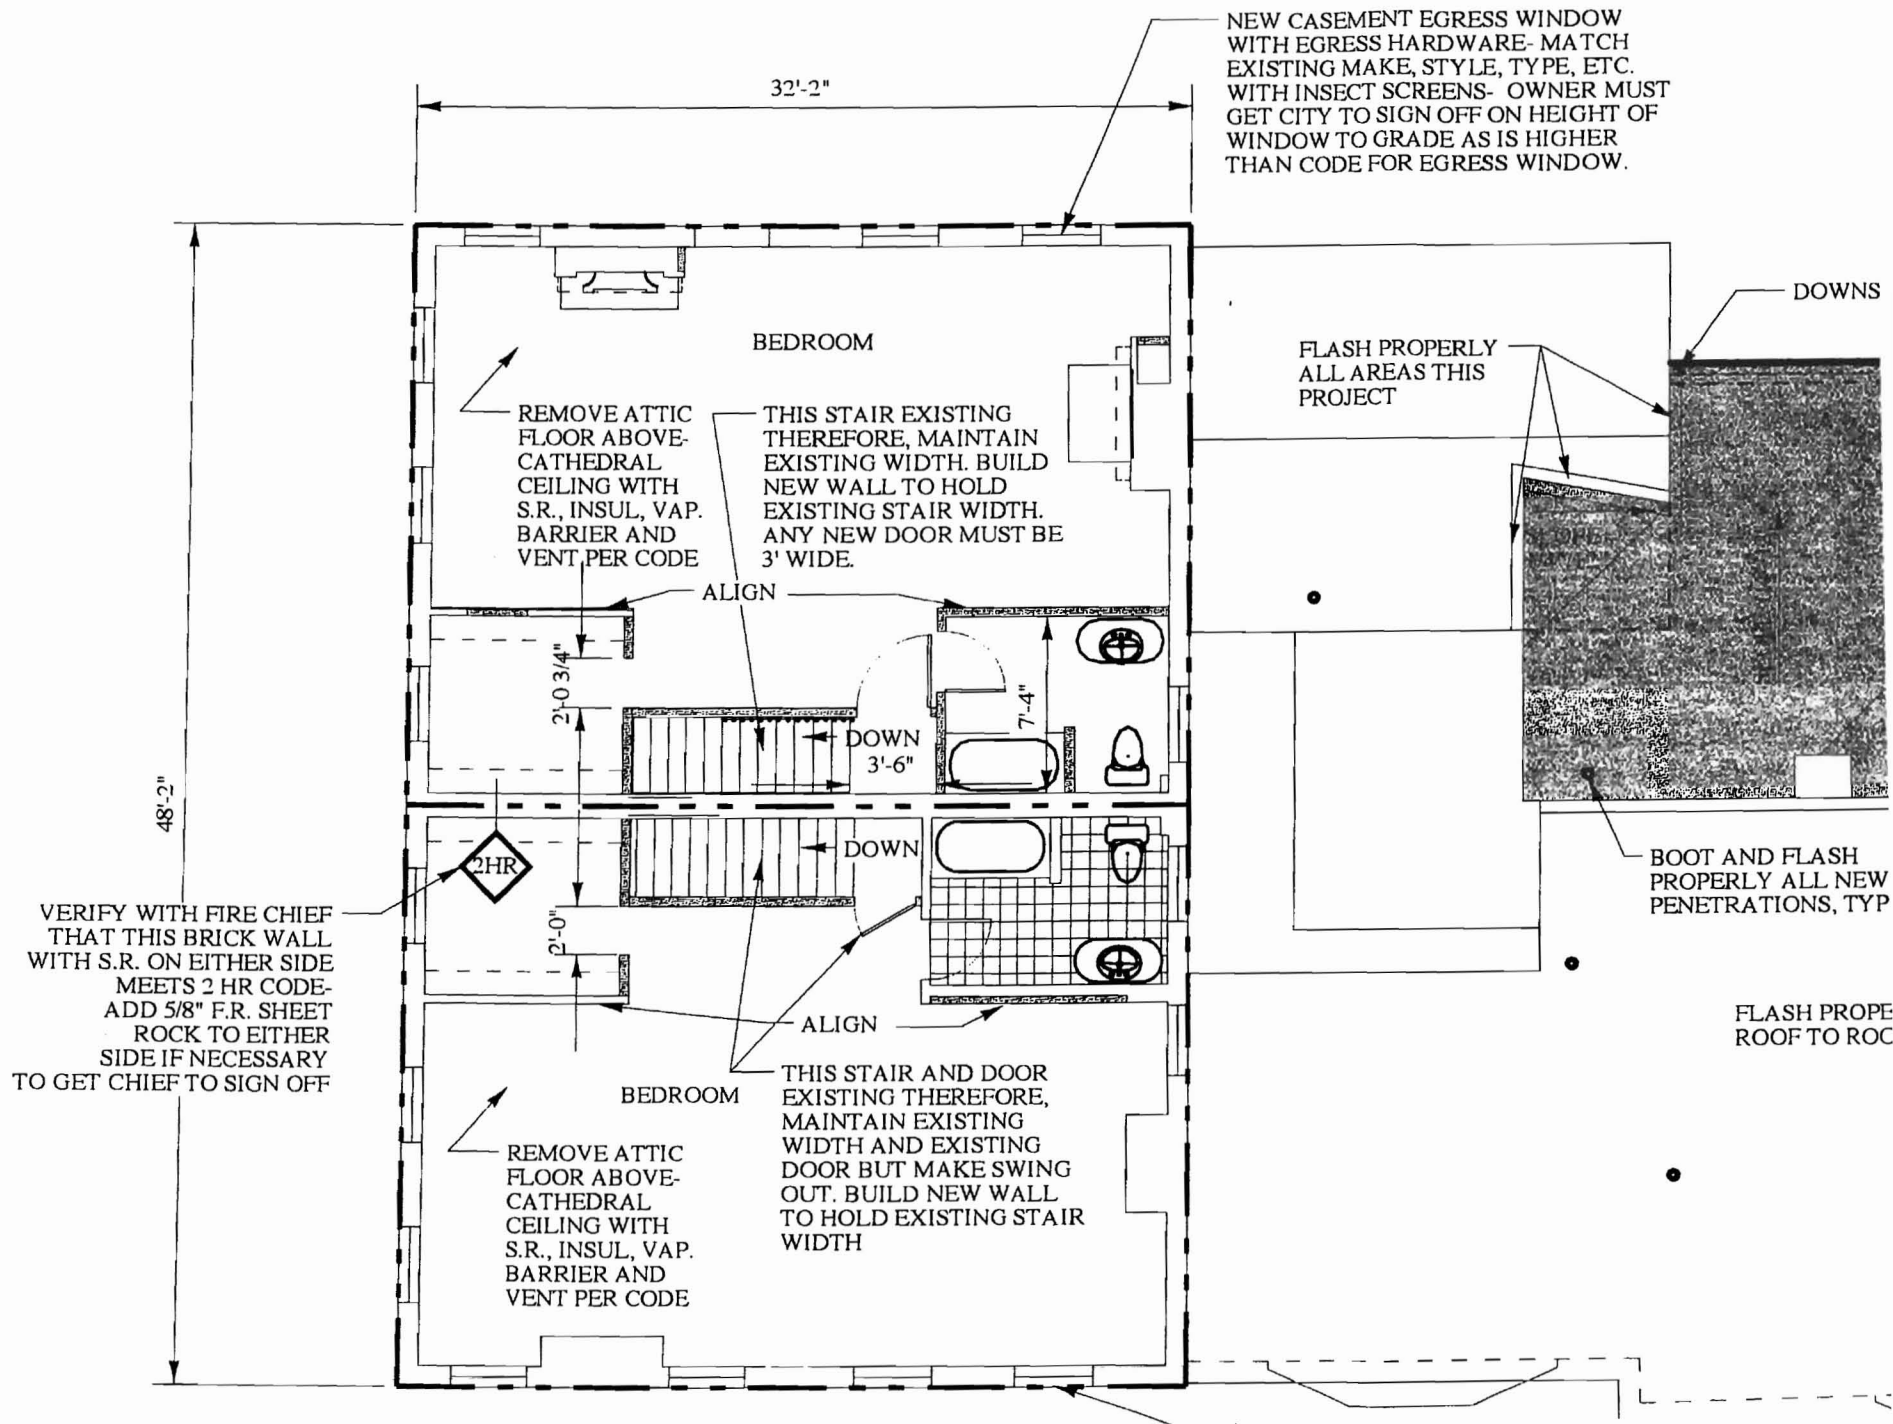 NEW CASEMENT EGRESS WINDOW
WITH EGRESS HARDWARE- MATCH
EXISTING MAKE, STYLE, TYPE, ETC.
WITH INSECT SCREENS- OWNER MUST
GET CITY TO SIGN OFF ON HEIGHT OF
WINDOW TO GRADE AS IS HIGHER
THAN CODE FOR EGRESS WINDOW.
32'-2"
DOWNS
BEDROOM
FLASH PROPERLY
ALL AREAS THIS
PROJECT
REMOVE ATTIC
FLOOR ABOVE-
CATHEDRAL
CEILING WITH
S.R., INSUL, VAP.
BARRIER AND
VENT PER CODE
THIS STAIR EXISTING
THEREFORE, MAINTAIN
EXISTING WIDTH. BUILD
NEW WALL TO HOLD
EXISTING STAIR WIDTH.
ANY NEW DOOR MUST BE
3' WIDE.
ALIGN
2'-0 3/4"
7'-4"
DOWN
3'-6"
48'-2"
2HR
DOWN
BOOT AND FLASH
PROPERLY ALL NEW
PENETRATIONS, TYP
VERIFY WITH FIRE CHIEF
THAT THIS BRICK WALL
WITH S.R. ON EITHER SIDE
MEETS 2 HR CODE-
ADD 5/8" F.R. SHEET
ROCK TO EITHER
SIDE IF NECESSARY
TO GET CHIEF TO SIGN OFF
2'-0"
ALIGN
FLASH PROPE
ROOF TO ROO
BEDROOM
THIS STAIR AND DOOR
EXISTING THEREFORE,
MAINTAIN EXISTING
WIDTH AND EXISTING
DOOR BUT MAKE SWING
OUT. BUILD NEW WALL
TO HOLD EXISTING STAIR
WIDTH
REMOVE ATTIC
FLOOR ABOVE-
CATHEDRAL
CEILING WITH
S.R., INSUL, VAP.
BARRIER AND
VENT PER CODE